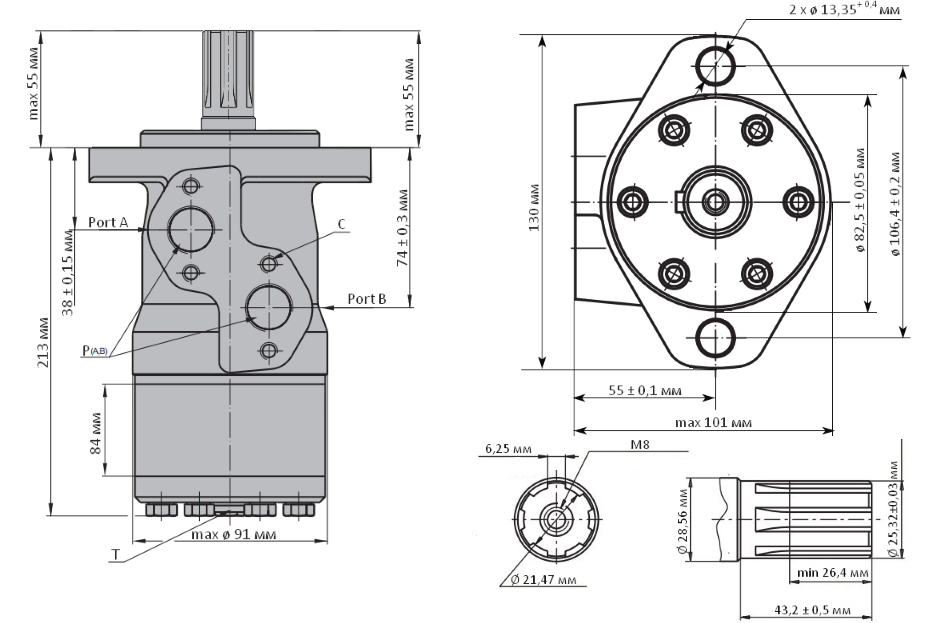 max 55 мм
max 55 мм
Port A
38 ± 0,15 мм
213 мм
P(A,B)
84 мм
T
max ø 91 мм
C
74 ± 0,3 мм
Port B
2 x ø 13,35+ 0,4 мм
130 мм
ø 82,5 ± 0,05 мм
ø 106,4 ± 0,2 мм
55 ± 0,1 мм
max 101 мм
6,25 мм
M8
Ø 21,47 мм
Ø 28,56 мм
Ø 25,32±0,03 мм
min 26,4 мм
43,2 ± 0,5 мм